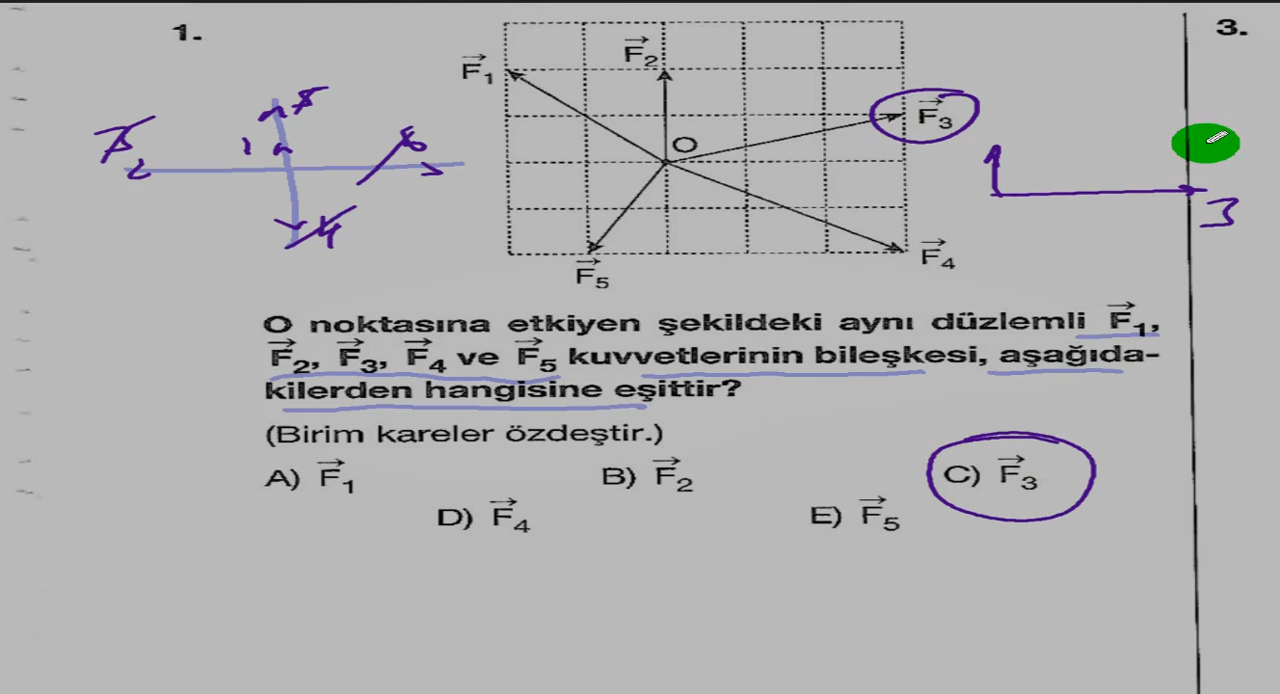 1.
3.
F₁
F₂
O
F₃
F₄
F₅
1
3
O noktasına etkiyen şekildeki aynı düzlemli F₁,
F₂, F₃, F₄ ve F₅ kuvvetlerinin bileşkesi, aşağıda-
kilerden hangisine eşittir?
(Birim kareler özdeştir.)
A) F₁ B) F₂ C) F₃
D) F₄ E) F₅